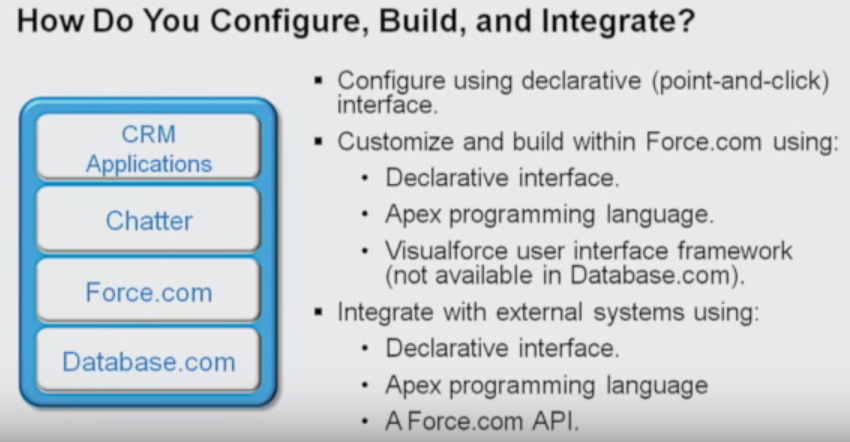 How Do You Configure, Build, and Integrate?
CRM
Applications
Chatter
Force.com
Database.com
▪ Configure using declarative (point-and-click)
interface.
▪ Customize and build within Force.com using:
• Declarative interface.
• Apex programming language.
• Visualforce user interface framework
(not available in Database.com).
▪ Integrate with external systems using:
• Declarative interface.
• Apex programming language
• A Force.com API.